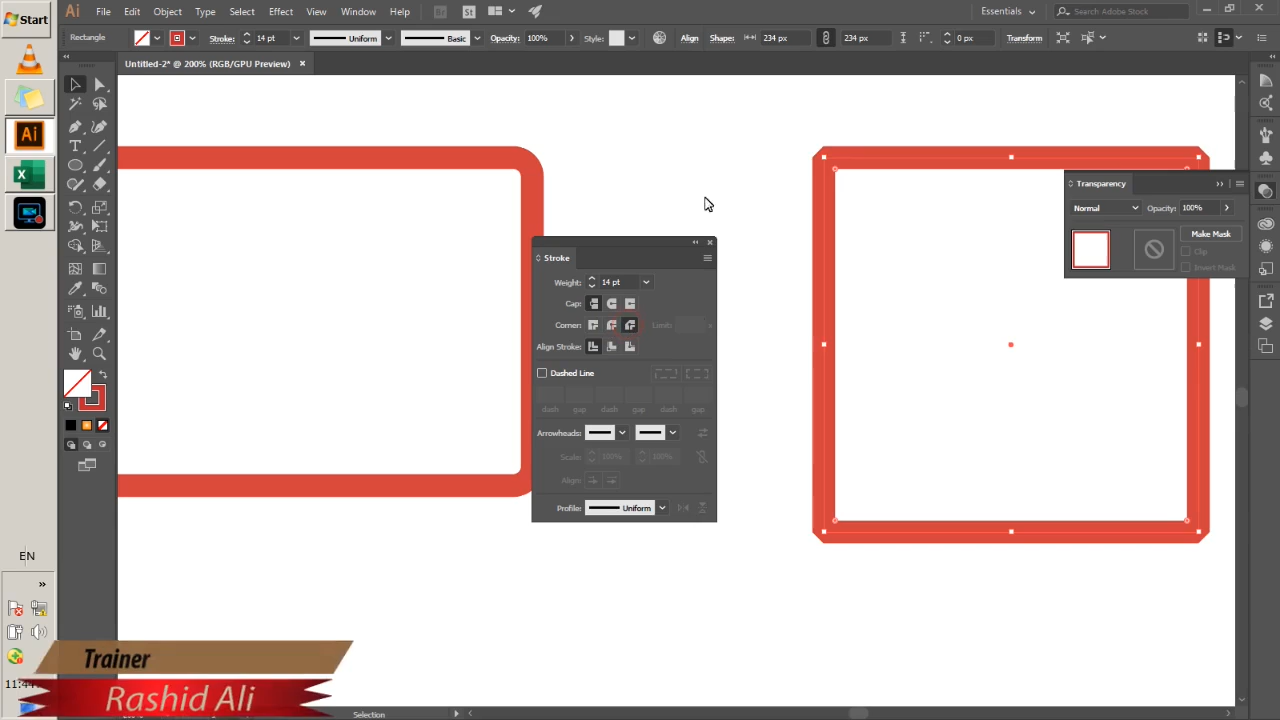 Start
Ai File Edit Object Type Select Effect View Window Help Br St Essentials Search Adobe Stock
Rectangle Stroke: 14 pt Uniform Basic Opacity: 100% Style: Align Shape: 234 px 234 px 0 px Transform
Untitled-2* @ 200% (RGB/GPU Preview)
Transparency
Normal Opacity: 100%
Make Mask
Clip
Invert Mask
Stroke
Weight: 14 pt
Cap:
Corner: Limit: x
Align Stroke:
Dashed Line
dash gap dash gap dash gap
Arrowheads:
Scale: 100% 100%
Align:
Profile: Uniform
Ai
EN
Trainer
Rashid Ali
Selection